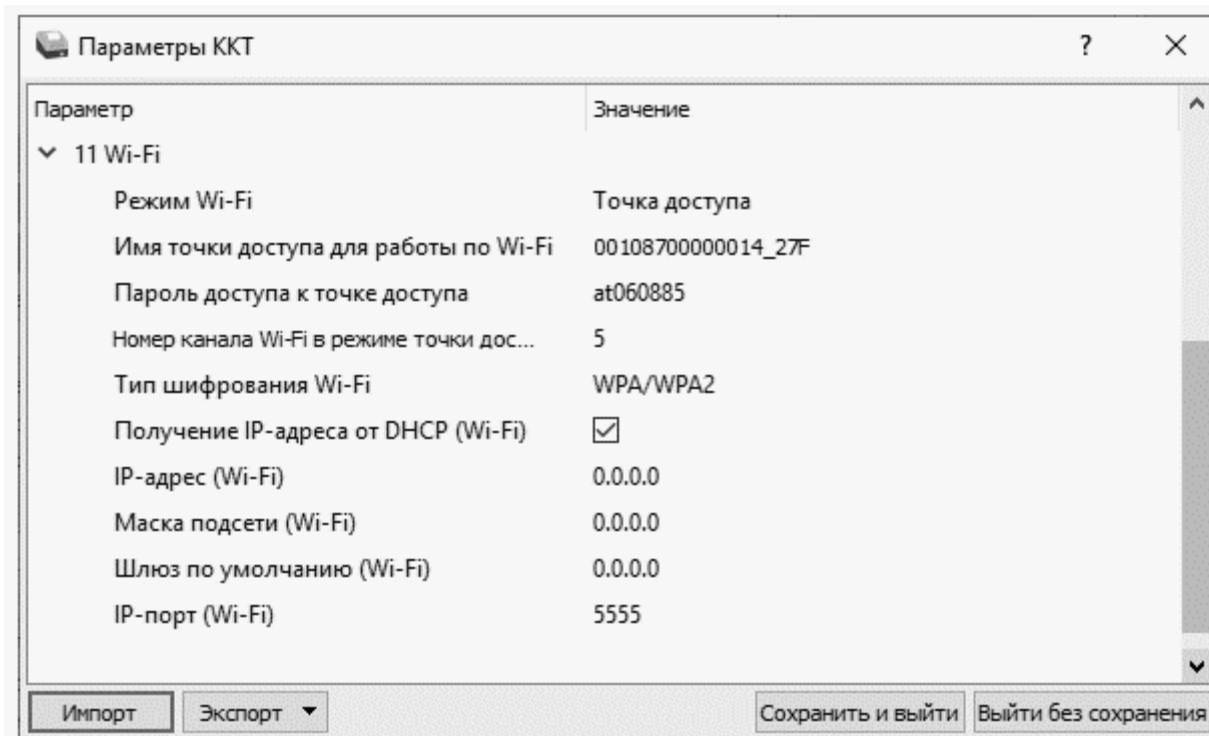 Параметры ККТ ? ×
Параметр Значение
11 Wi-Fi
Режим Wi-Fi Точка доступа
Имя точки доступа для работы по Wi-Fi 00108700000014_27F
Пароль доступа к точке доступа at060885
Номер канала Wi-Fi в режиме точки дос... 5
Тип шифрования Wi-Fi WPA/WPA2
Получение IP-адреса от DHCP (Wi-Fi)
IP-адрес (Wi-Fi) 0.0.0.0
Маска подсети (Wi-Fi) 0.0.0.0
Шлюз по умолчанию (Wi-Fi) 0.0.0.0
IP-порт (Wi-Fi) 5555
Импорт Экспорт Сохранить и выйти Выйти без сохранения